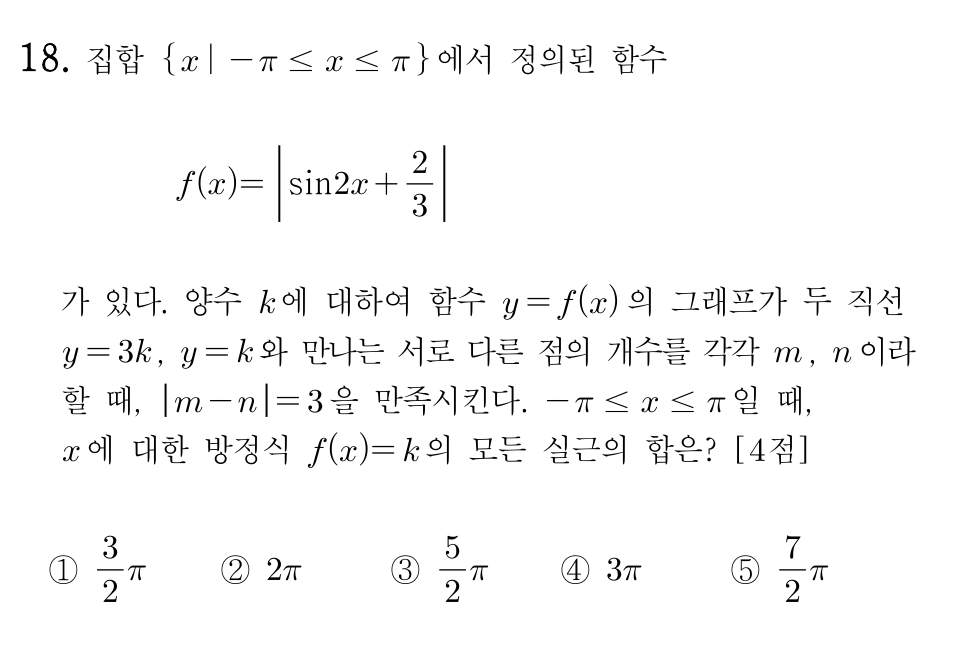 18. 집합 {x| −π ≤ x ≤ π}에서 정의된 함수
f(x)= |sin2x+2/3|
가 있다. 양수 k에 대하여 함수 y=f(x)의 그래프가 두 직선
y=3k, y=k와 만나는 서로 다른 점의 개수를 각각 m, n이라
할 때, |m−n|=3을 만족시킨다. −π ≤ x ≤ π일 때,
x에 대한 방정식 f(x)=k의 모든 실근의 합은? [4점]
① 3/2 π ② 2π ③ 5/2 π ④ 3π ⑤ 7/2 π